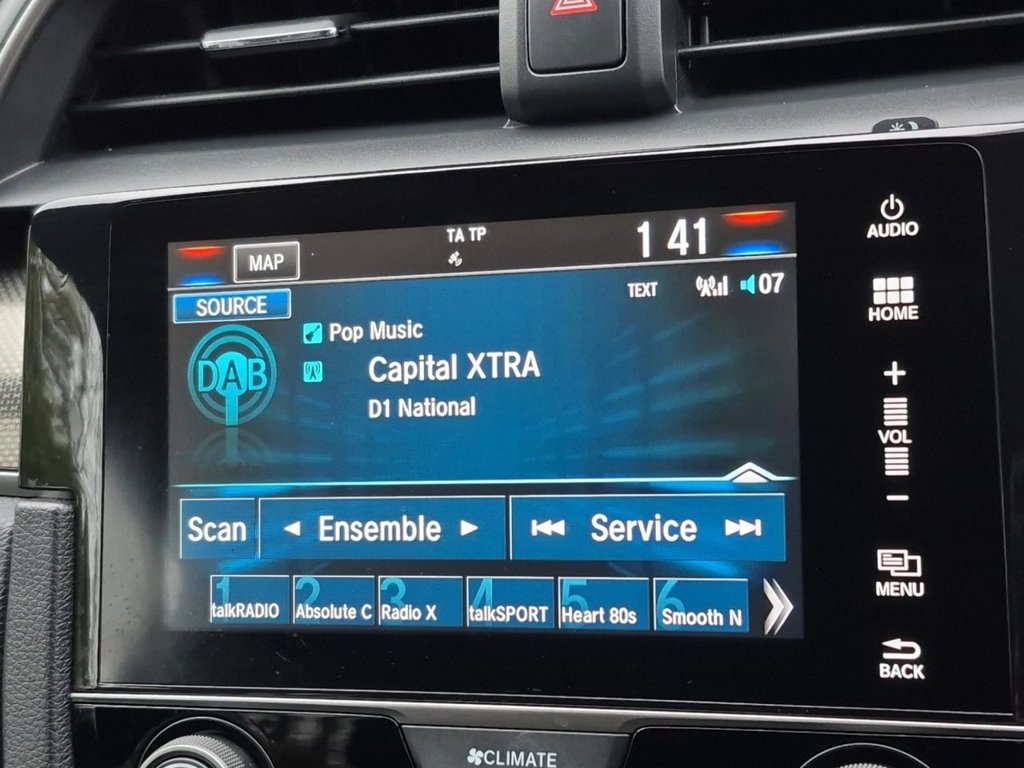 TA TP
1 41
MAP
SOURCE
TEXT
07
AUDIO
DAB
Pop Music
Capital XTRA
D1 National
HOME
+
VOL
-
Scan
Ensemble
Service
1 talkRADIO
2 Absolute C
3 Radio X
4 talkSPORT
5 Heart 80s
6 Smooth N
MENU
BACK
CLIMATE